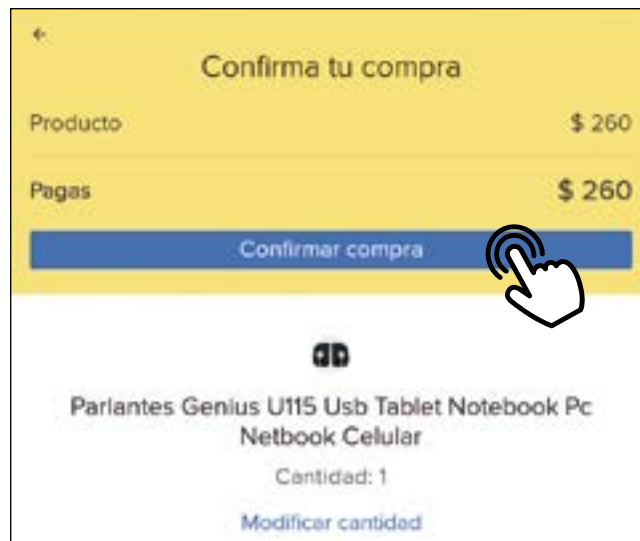 Confirma tu compra
Producto $ 260
Pagas $ 260
Confirmar compra
Parlantes Genius U115 Usb Tablet Notebook Pc
Netbook Celular
Cantidad: 1
Modificar cantidad